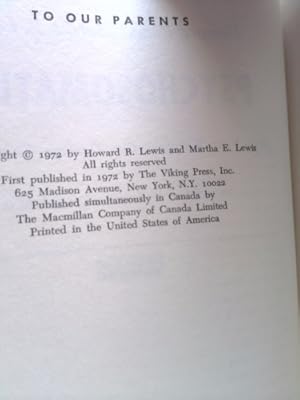 TO OUR PARENTS
ght © 1972 by Howard R. Lewis and Martha E. Lewis
All rights reserved
First published in 1972 by The Viking Press, Inc.
625 Madison Avenue, New York, N.Y. 10022
Published simultaneously in Canada by
The Macmillan Company of Canada Limited
Printed in the United States of America